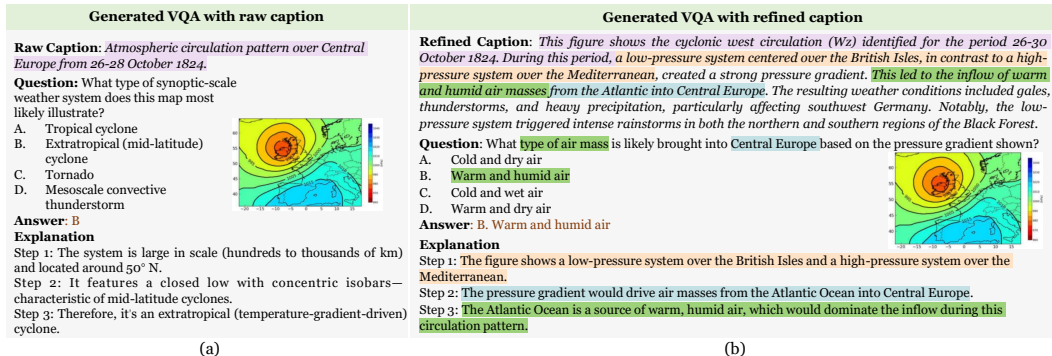 Generated VQA with raw caption
Raw Caption: Atmospheric circulation pattern over Central
Europe from 26-28 October 1824.
Question: What type of synoptic-scale
weather system does this map most
likely illustrate?
A. Tropical cyclone
B. Extratropical (mid-latitude)
cyclone
C. Tornado
D. Mesoscale convective
thunderstorm
Answer: B
Explanation
Step 1: The system is large in scale (hundreds to thousands of km)
and located around 50° N.
Step 2: It features a closed low with concentric isobars—
characteristic of mid-latitude cyclones.
Step 3: Therefore, it's an extratropical (temperature-gradient-driven)
cyclone.
(a)
Generated VQA with refined caption
Refined Caption: This figure shows the cyclonic west circulation (Wz) identified for the period 26-30
October 1824. During this period, a low-pressure system centered over the British Isles, in contrast to a high-
pressure system over the Mediterranean, created a strong pressure gradient. This led to the inflow of warm
and humid air masses from the Atlantic into Central Europe. The resulting weather conditions included gales,
thunderstorms, and heavy precipitation, particularly affecting southwest Germany. Notably, the low-
pressure system triggered intense rainstorms in both the northern and southern regions of the Black Forest.
Question: What type of air mass is likely brought into Central Europe based on the pressure gradient shown?
A. Cold and dry air
B. Warm and humid air
C. Cold and wet air
D. Warm and dry air
Answer: B. Warm and humid air
Explanation
Step 1: The figure shows a low-pressure system over the British Isles and a high-pressure system over the
Mediterranean.
Step 2: The pressure gradient would drive air masses from the Atlantic Ocean into Central Europe.
Step 3: The Atlantic Ocean is a source of warm, humid air, which would dominate the inflow during this
circulation pattern.
(b)